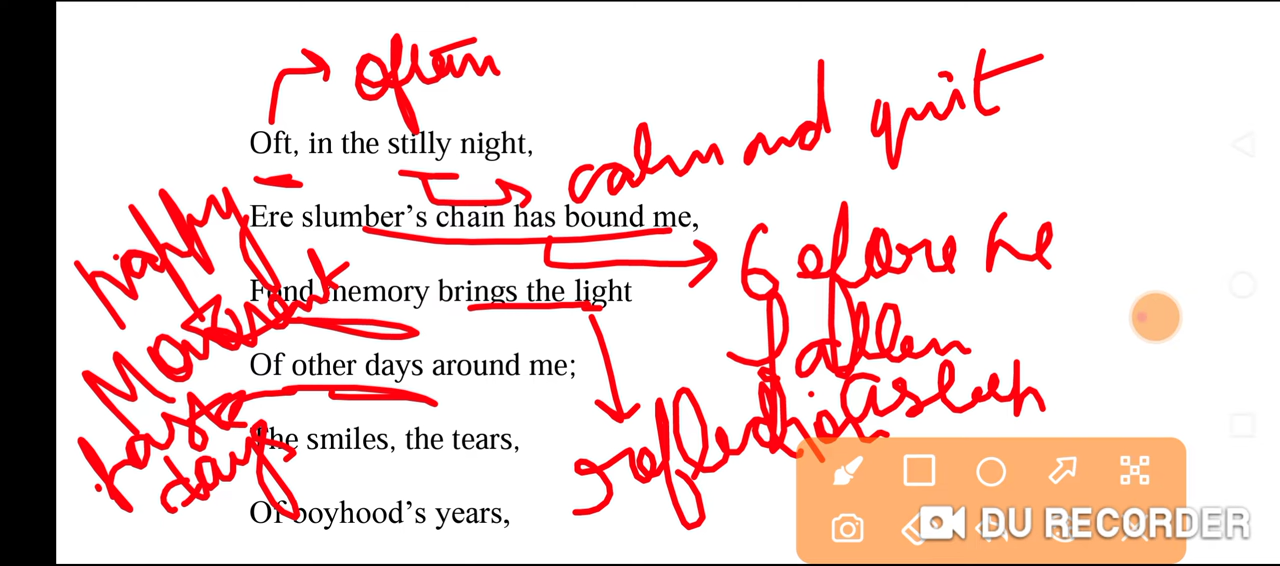 often
Oft, in the stilly night,
calm and quit
Ere slumber's chain has bound me,
before he
fallen
asleep
Fond memory brings the light
happy
Moment
Of other days around me;
reflection
past
days
The smiles, the tears,
Of boyhood's years,
DU RECORDER